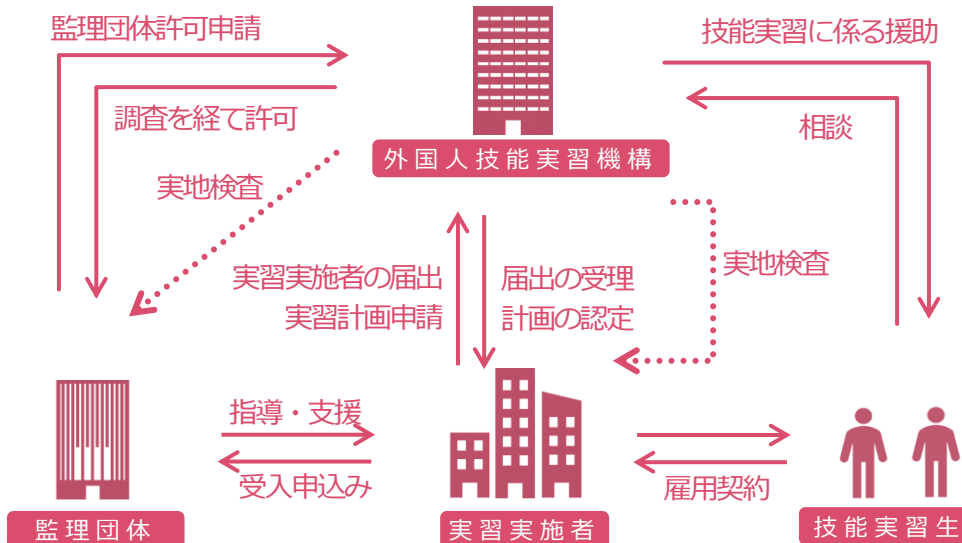 監理団体許可申請
技能実習に係る援助
調査を経て許可
相談
外国人技能実習機構
実地検査
実習実施者の届出
実習計画申請
届出の受理
計画の認定
実地検査
指導・支援
受入申込み
雇用契約
監理団体
実習実施者
技能実習生